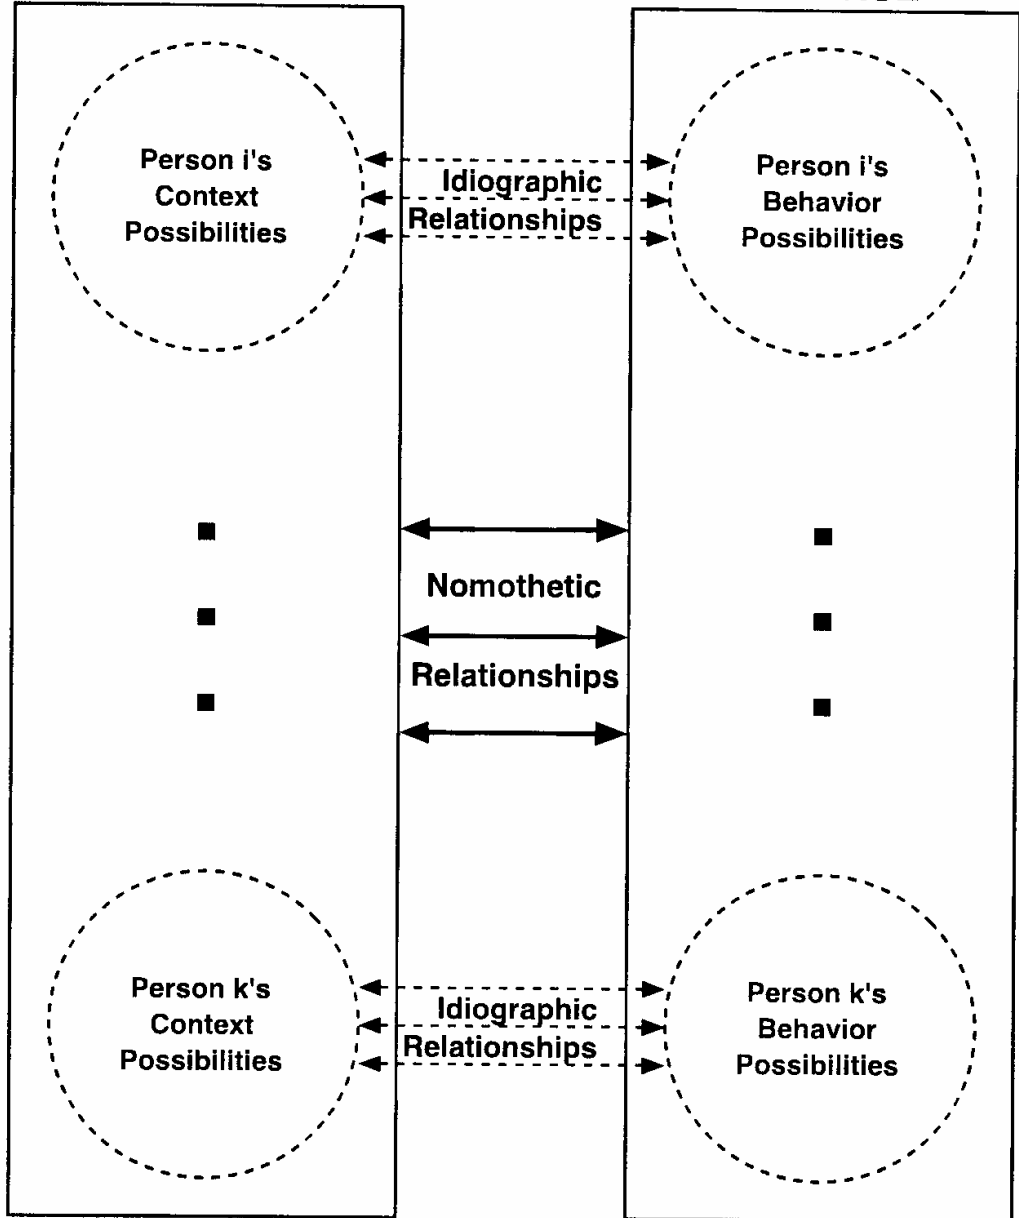 Person i's
Context
Possibilities
Idiographic
Relationships
Person i's
Behavior
Possibilities
Nomothetic
Relationships
Person k's
Context
Possibilities
Idiographic
Relationships
Person k's
Behavior
Possibilities